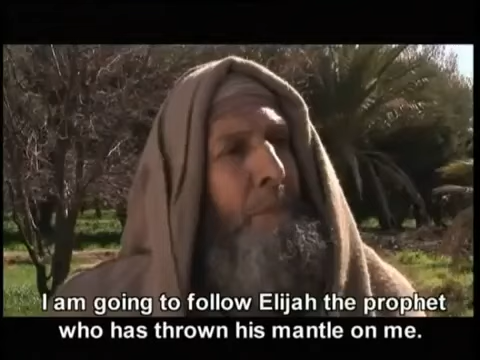 I am going to follow Elijah the prophet
who has thrown his mantle on me.